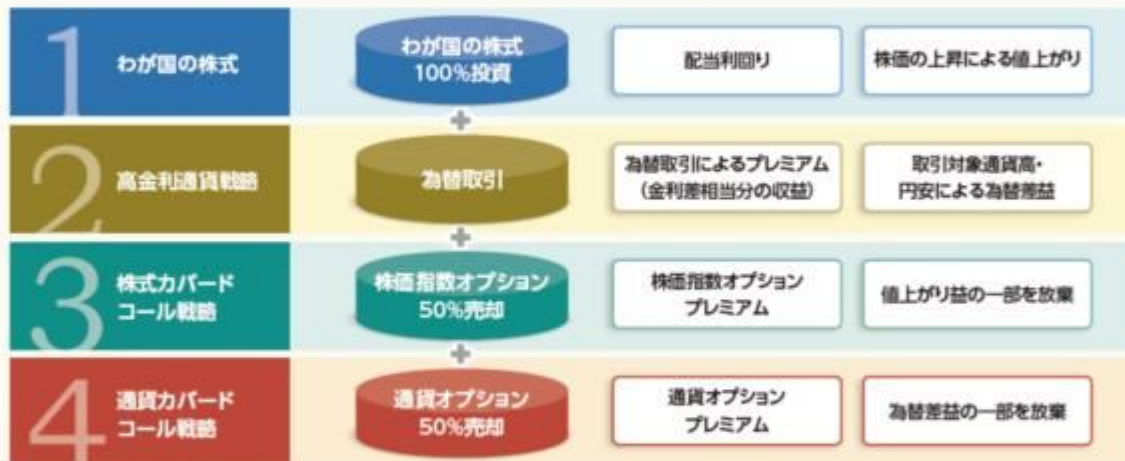 1
わが国の株式
わが国の株式
100%投資
配当利回り
株価の上昇による値上がり
+
2
高金利通貨戦略
為替取引
為替取引によるプレミアム
(金利差相当分の収益)
取引対象通貨高・
円安による為替差益
+
3
株式カバード
コール戦略
株価指数オプション
50%売却
株価指数オプション
プレミアム
値上がり益の一部を放棄
+
4
通貨カバード
コール戦略
通貨オプション
50%売却
通貨オプション
プレミアム
為替差益の一部を放棄